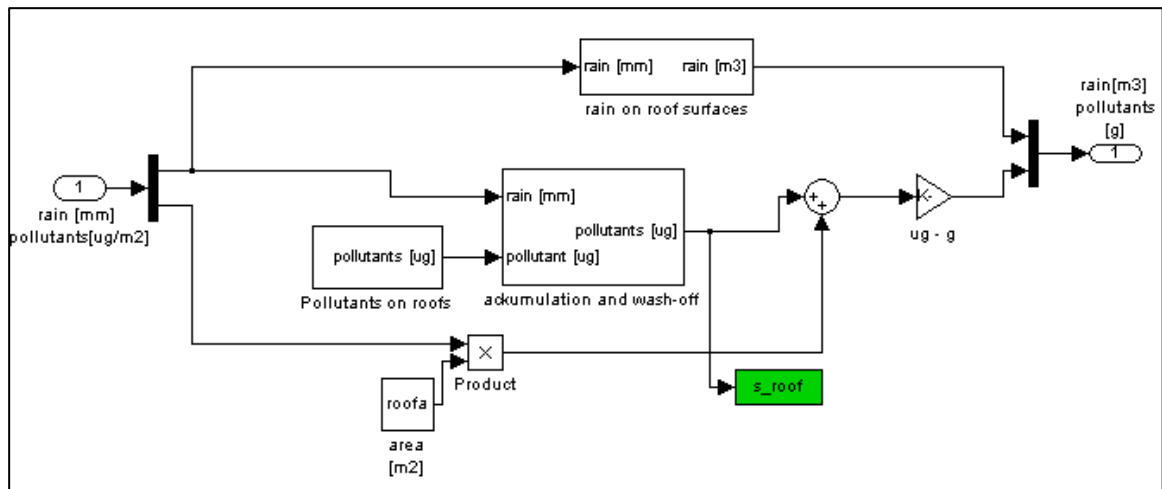 rain [mm]
rain [m3]
rain on roof surfaces
rain[m3]
pollutants
[g]
1
1
rain [mm]
pollutants[ug/m2]
rain [mm]
pollutants [ug]
pollutant [ug]
ackumulation and wash-off
pollutants [ug]
Pollutants on roofs
+
+
K-
ug - g
×
Product
roofa
area
[m2]
s_roof